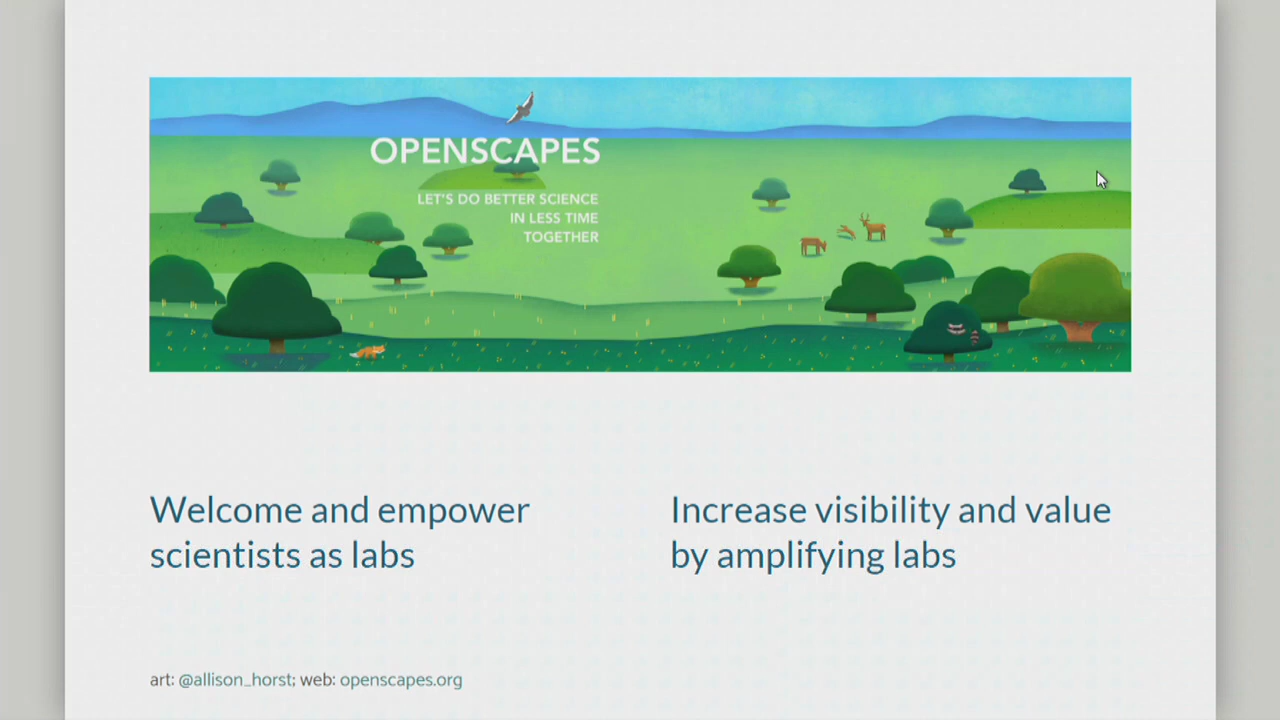 OPENSCAPES
LET'S DO BETTER SCIENCE
IN LESS TIME
TOGETHER
Welcome and empower
scientists as labs
Increase visibility and value
by amplifying labs
art: @allison_horst; web: openscapes.org